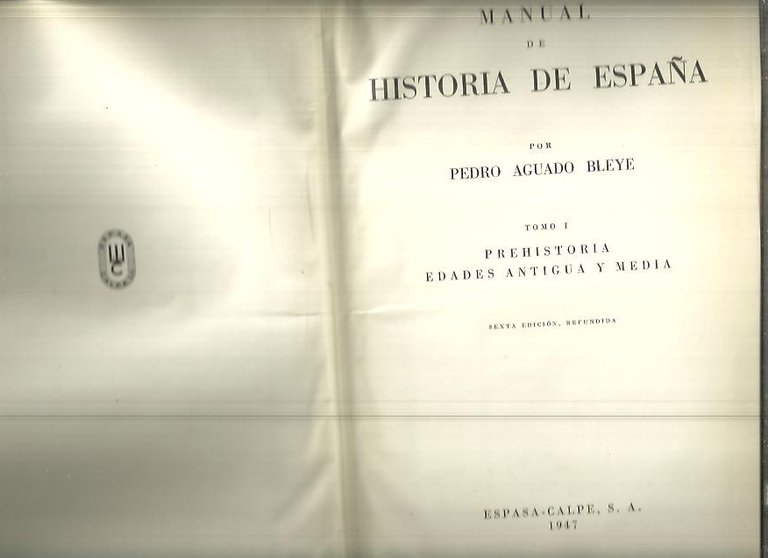 MANUAL
DE
HISTORIA DE ESPAÑA
POR
PEDRO AGUADO BLEYE
TOMO I
PREHISTORIA
EDADES ANTIGUA Y MEDIA
SEXTA EDICIÓN, REFUNDIDA
ESPASA-CALPE, S. A.
1947